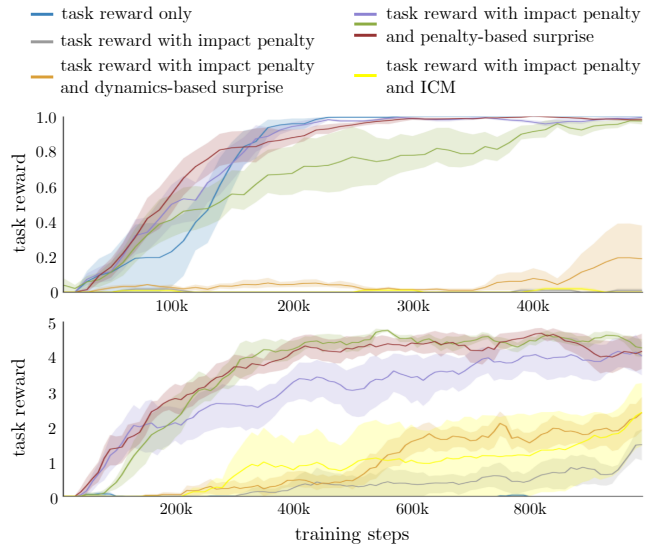 task reward only
task reward with impact penalty
task reward with impact penalty
and dynamics-based surprise
task reward with impact penalty
and penalty-based surprise
task reward with impact penalty
and ICM
task reward
1.0
0.8
0.6
0.4
0.2
0
100k
200k
300k
400k
task reward
5
4
3
2
1
0
200k
400k
600k
800k
training steps